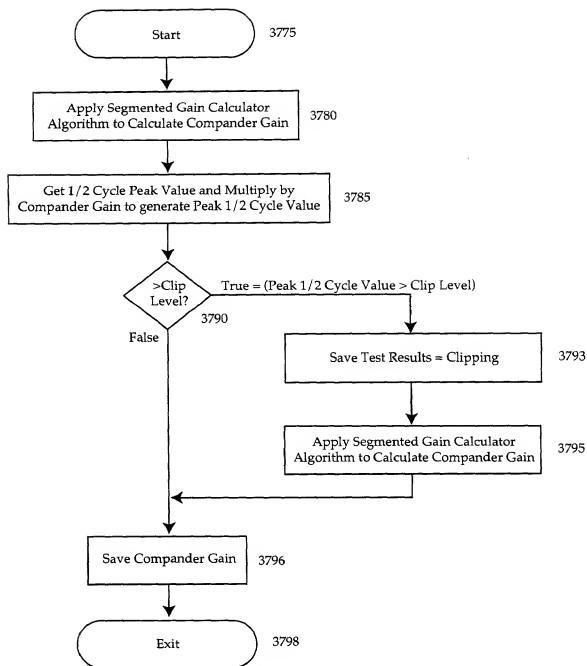 Start
3775
Apply Segmented Gain Calculator
Algorithm to Calculate Compander Gain
3780
Get 1/2 Cycle Peak Value and Multiply by
Compander Gain to generate Peak 1/2 Cycle Value
3785
>Clip
Level?
True = (Peak 1/2 Cycle Value > Clip Level)
3790
False
Save Test Results = Clipping
3793
Apply Segmented Gain Calculator
Algorithm to Calculate Compander Gain
3795
Save Compander Gain
3796
Exit
3798